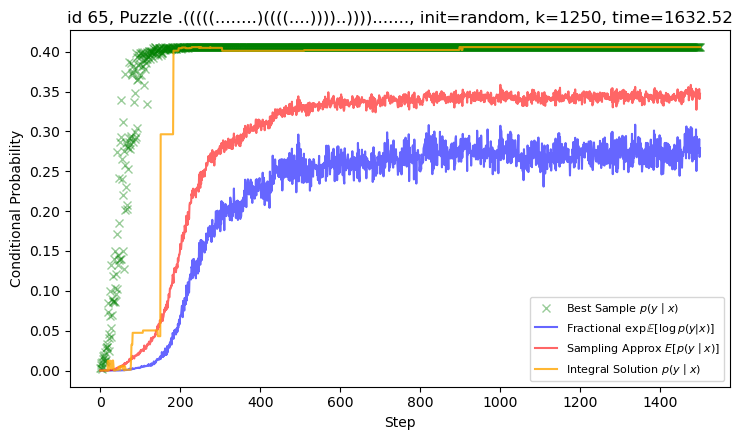 id 65, Puzzle .(((((........)((((....))))..))))......., init=random, k=1250, time=1632.52
Conditional Probability
0.40
0.35
0.30
0.25
0.20
0.15
0.10
0.05
0.00
Best Sample p(y | x)
Fractional exp𝔼[log p(y|x)]
Sampling Approx E[p(y | x)]
Integral Solution p(y | x)
0 200 400 600 800 1000 1200 1400
Step